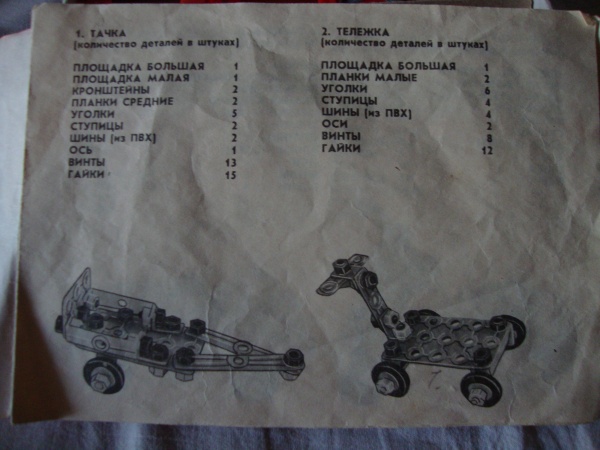 1. ТАЧКА
(количество деталей в штуках)
ПЛОЩАДКА БОЛЬШАЯ 1
ПЛОЩАДКА МАЛАЯ 1
КРОНШТЕЙНЫ 2
ПЛАНКИ СРЕДНИЕ 2
УГОЛКИ 5
СТУПИЦЫ 2
ШИНЫ (из ПВХ) 2
ОСЬ 1
ВИНТЫ 13
ГАЙКИ 15
2. ТЕЛЕЖКА
(количество деталей в штуках)
ПЛОЩАДКА БОЛЬШАЯ 1
ПЛАНКИ МАЛЫЕ 2
УГОЛКИ 6
СТУПИЦЫ 4
ШИНЫ (из ПВХ) 4
ОСИ 2
ВИНТЫ 8
ГАЙКИ 12